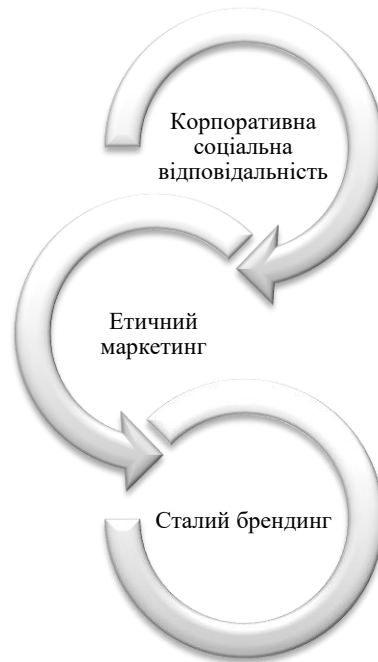 Корпоративна
соціальна
відповідальність
Етичний
маркетинг
Сталий брендинг